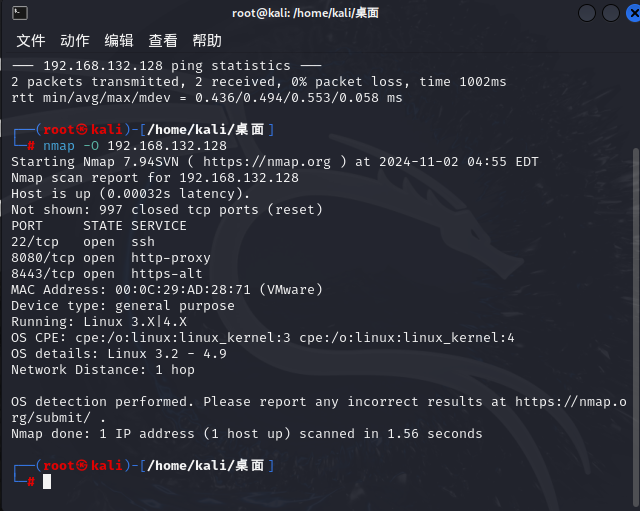 root@kali: /home/kali/桌面
文件 动作 编辑 查看 帮助
--- 192.168.132.128 ping statistics ---
2 packets transmitted, 2 received, 0% packet loss, time 1002ms
rtt min/avg/max/mdev = 0.436/0.494/0.553/0.058 ms
┌──(root㉿kali)-[/home/kali/桌面]
└─# nmap -O 192.168.132.128
Starting Nmap 7.94SVN ( https://nmap.org ) at 2024-11-02 04:55 EDT
Nmap scan report for 192.168.132.128
Host is up (0.00032s latency).
Not shown: 997 closed tcp ports (reset)
PORT     STATE SERVICE
22/tcp   open  ssh
8080/tcp open  http-proxy
8443/tcp open  https-alt
MAC Address: 00:0C:29:AD:28:71 (VMware)
Device type: general purpose
Running: Linux 3.X|4.X
OS CPE: cpe:/o:linux:linux_kernel:3 cpe:/o:linux:linux_kernel:4
OS details: Linux 3.2 - 4.9
Network Distance: 1 hop
OS detection performed. Please report any incorrect results at https://nmap.o
rg/submit/ .
Nmap done: 1 IP address (1 host up) scanned in 1.56 seconds
┌──(root㉿kali)-[/home/kali/桌面]
└─#